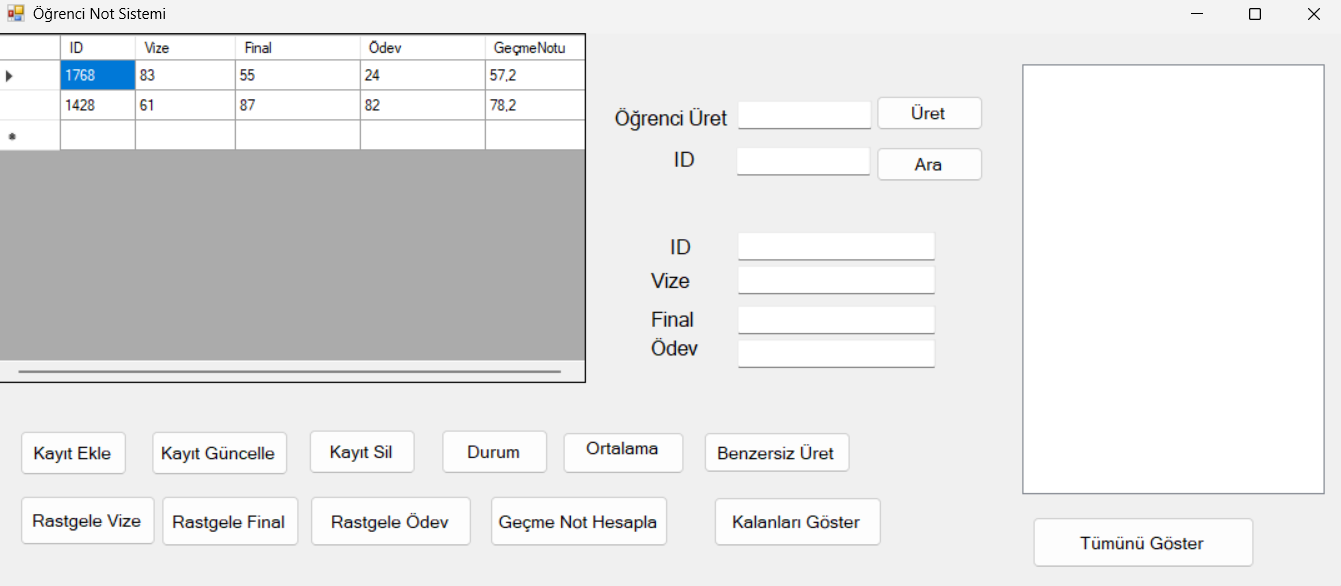 Öğrenci Not Sistemi
ID Vize Final Ödev GeçmeNotu
1768 83 55 24 57,2
1428 61 87 82 78,2
Öğrenci Üret Üret
ID Ara
ID
Vize
Final
Ödev
Kayıt Ekle Kayıt Güncelle Kayıt Sil Durum Ortalama Benzersiz Üret
Rastgele Vize Rastgele Final Rastgele Ödev Geçme Not Hesapla Kalanları Göster
Tümünü Göster